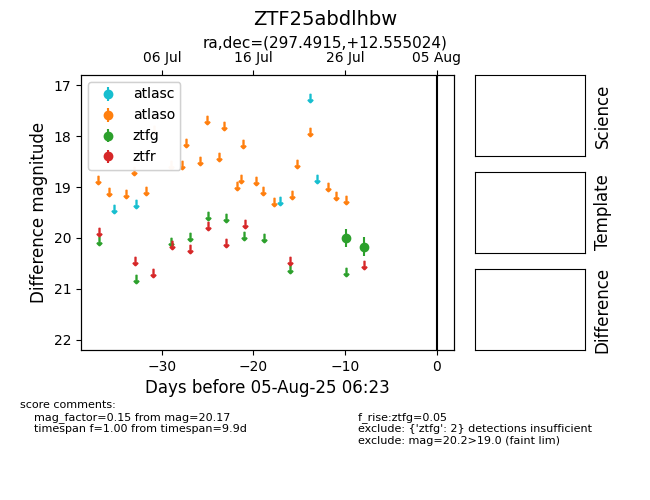 ZTF25abdlhbw
ra,dec=(297.4915,+12.555024)
06 Jul
16 Jul
26 Jul
05 Aug
17
18
19
20
21
22
Difference magnitude
atlasc
atlaso
ztfg
ztfr
−30
−20
−10
0
Days before 05-Aug-25 06:23
Science
Template
Difference
score comments:
mag_factor=0.15 from mag=20.17
timespan f=1.00 from timespan=9.9d
f_rise:ztfg=0.05
exclude: {'ztfg': 2} detections insufficient
exclude: mag=20.2>19.0 (faint lim)